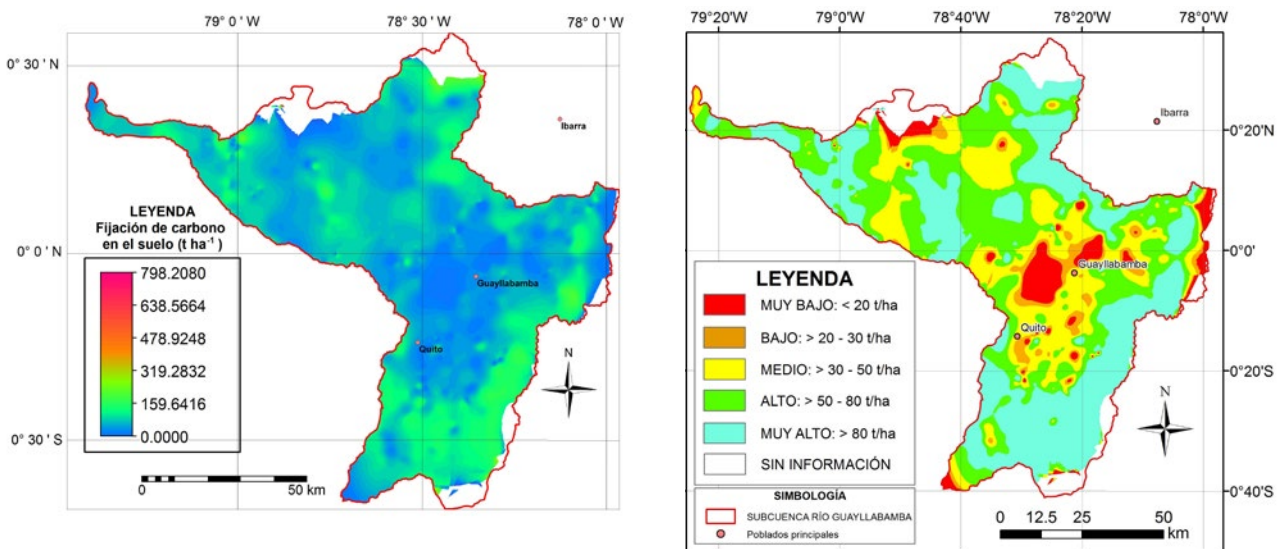 79° 0 ' W
78° 30 ' W
78° 0 ' W
0° 30 ' N
0° 0 ' N
0° 30 ' S
Ibarra
Guayllabamba
Quito
LEYENDA
Fijación de carbono
en el suelo (t ha⁻¹ )
798.2080
638.5664
478.9248
319.2832
159.6416
0.0000
N
0
50
km
79°20'W
79°0'W
78°40'W
78°20'W
78°0'W
0°20'N
0°0'
0°20'S
0°40'S
Ibarra
Guayllabamba
Quito
LEYENDA
MUY BAJO: < 20 t/ha
BAJO: > 20 - 30 t/ha
MEDIO: > 30 - 50 t/ha
ALTO: > 50 - 80 t/ha
MUY ALTO: > 80 t/ha
SIN INFORMACIÓN
SIMBOLOGÍA
SUBCUENCA RÍO GUAYLLABAMBA
Poblados principales
N
0 12.5 25 50
km